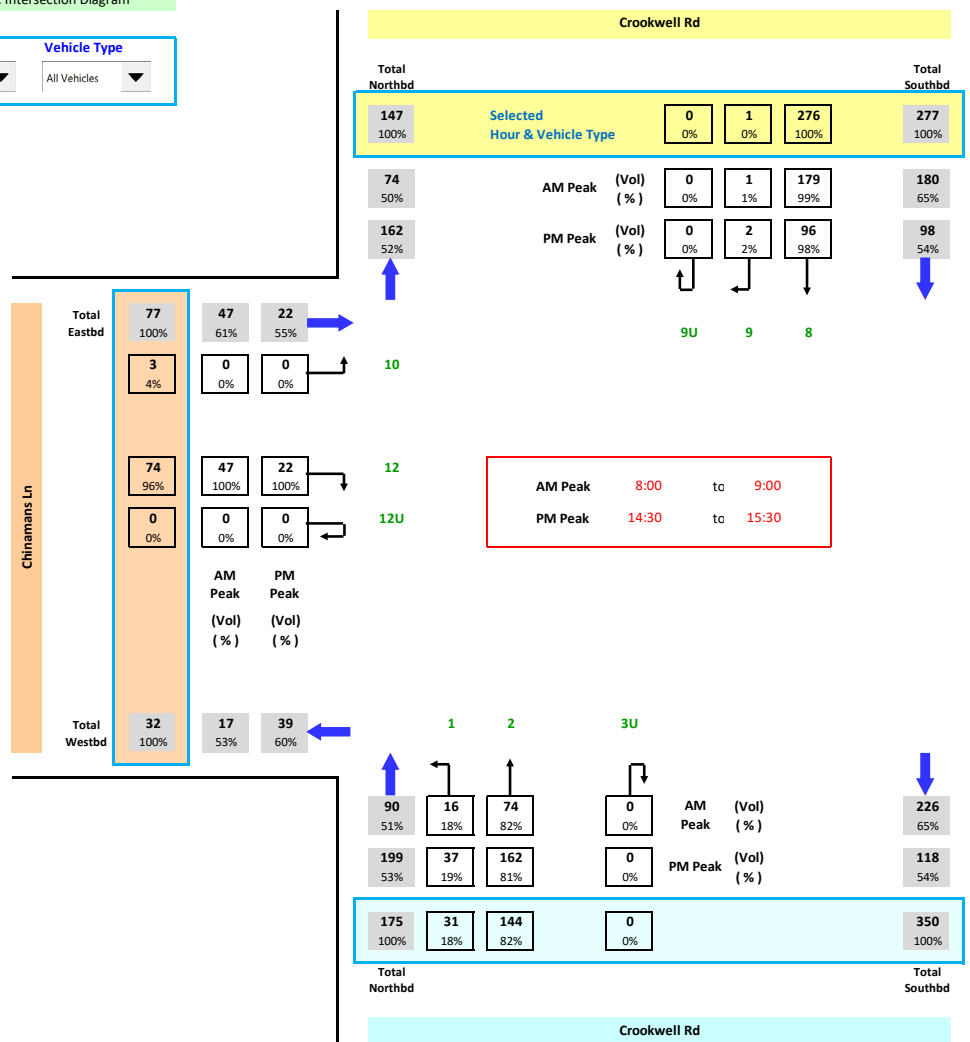 Intersection Diagram
Crookwell Rd
Vehicle Type
All Vehicles
Total
Northbd
Total
Southbd
147
100%
Selected
Hour & Vehicle Type
0
0%
1
0%
276
100%
277
100%
74
50%
AM Peak
(Vol)
( % )
0
0%
1
1%
179
99%
180
65%
162
52%
PM Peak
(Vol)
( % )
0
0%
2
2%
96
98%
98
54%
9U 9 8
Total
Eastbd
77
100%
47
61%
22
55%
3
4%
0
0%
0
0%
10
74
96%
47
100%
22
100%
12
0
0%
0
0%
0
0%
12U
AM Peak 8:00 to 9:00
PM Peak 14:30 to 15:30
Chinamans Ln
AM
Peak
(Vol)
( % )
PM
Peak
(Vol)
( % )
Total
Westbd
32
100%
17
53%
39
60%
1 2 3U
90
51%
16
18%
74
82%
0
0%
AM
Peak
(Vol)
( % )
226
65%
199
53%
37
19%
162
81%
0
0%
PM Peak
(Vol)
( % )
118
54%
175
100%
31
18%
144
82%
0
0%
350
100%
Total
Northbd
Total
Southbd
Crookwell Rd